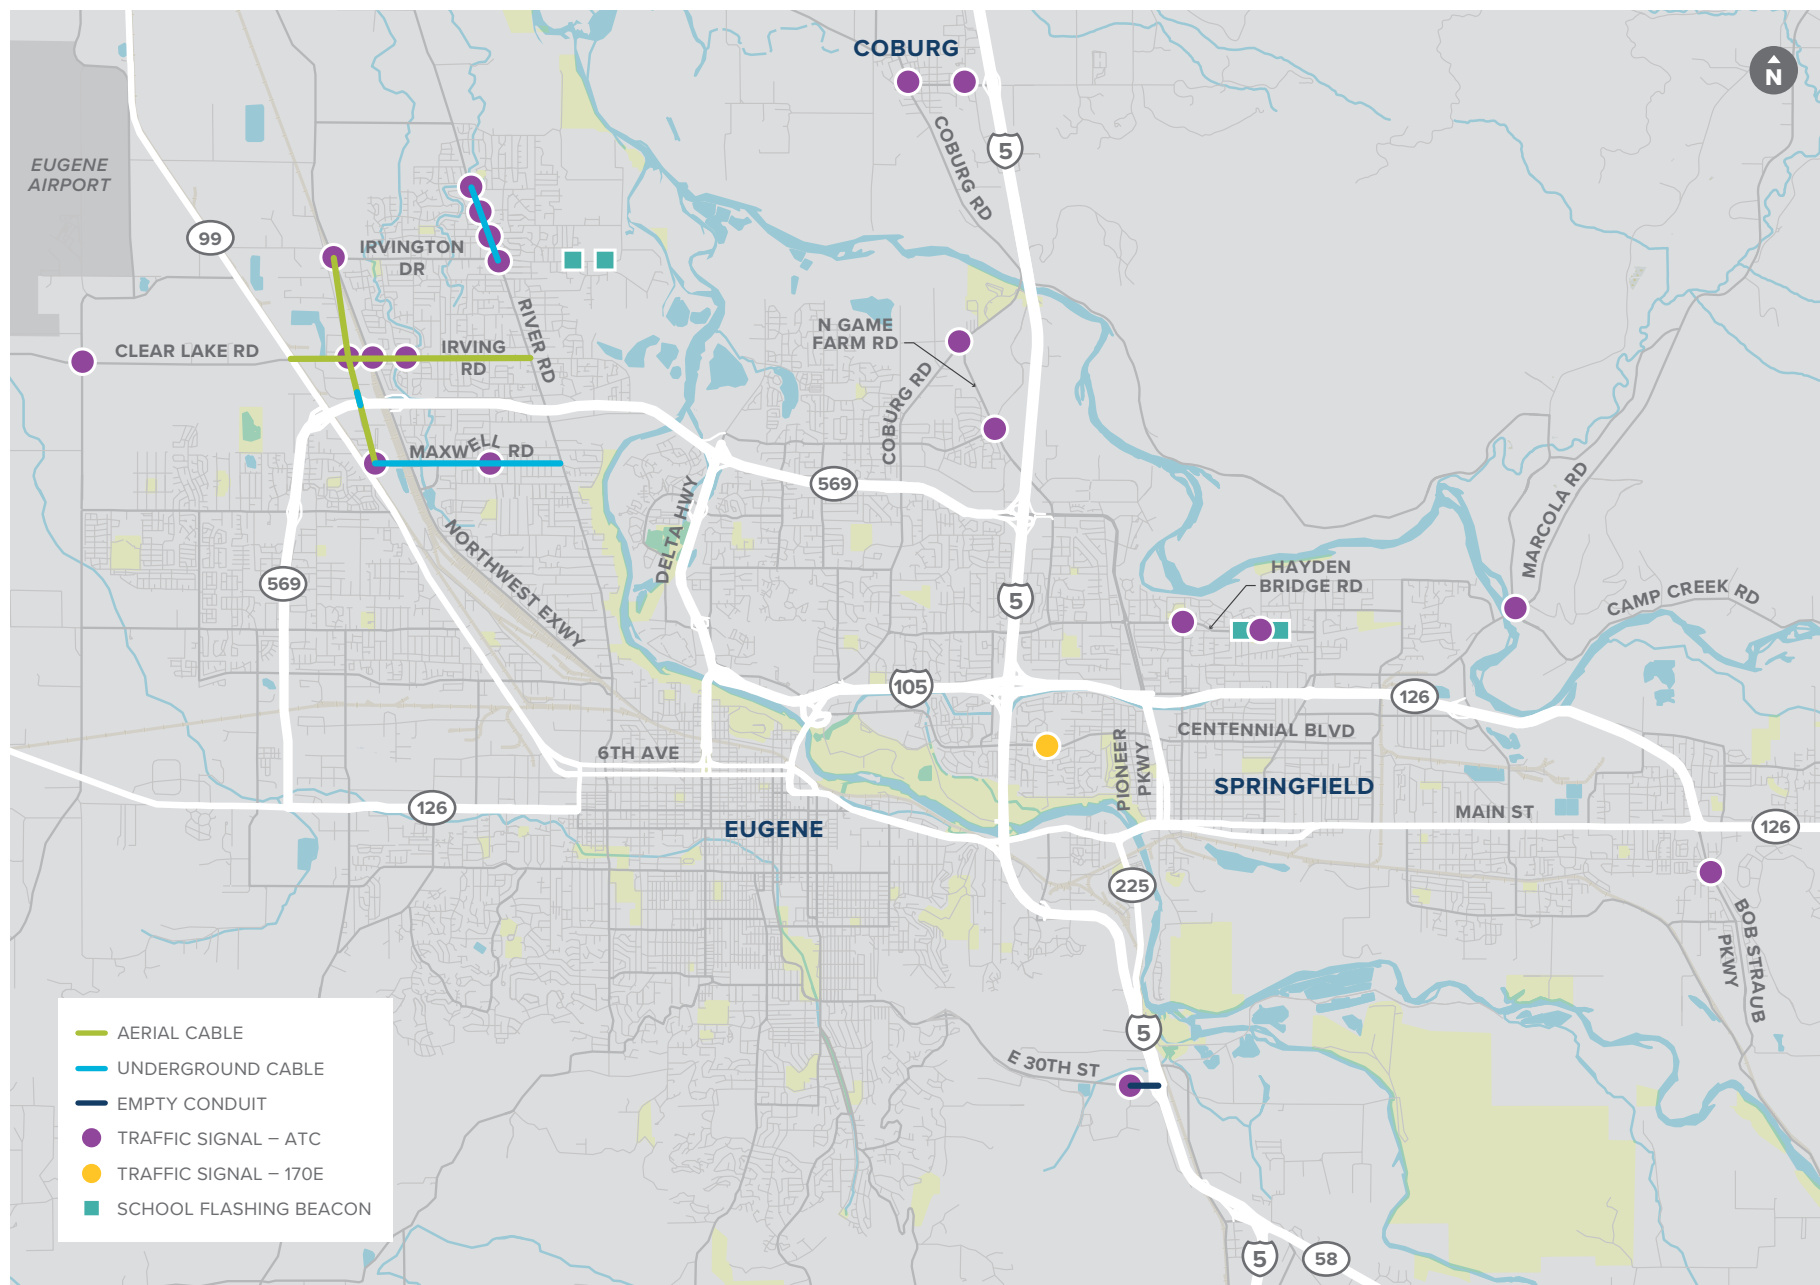 COBURG
N
5
COBURG RD
EUGENE
AIRPORT
99
IRVINGTON
DR
RIVER RD
N GAME
FARM RD
CLEAR LAKE RD
IRVING
RD
COBURG RD
MAXWELL RD
569
DELTA HWY
MARCOLA RD
NORTHWEST EXWY
569
5
HAYDEN
BRIDGE RD
CAMP CREEK RD
105
126
CENTENNIAL BLVD
6TH AVE
PIONEER
PKWY
SPRINGFIELD
126
MAIN ST
126
EUGENE
225
BOB STRAUB
PKWY
5
E 30TH ST
AERIAL CABLE
UNDERGROUND CABLE
EMPTY CONDUIT
TRAFFIC SIGNAL – ATC
TRAFFIC SIGNAL – 170E
SCHOOL FLASHING BEACON
5
58